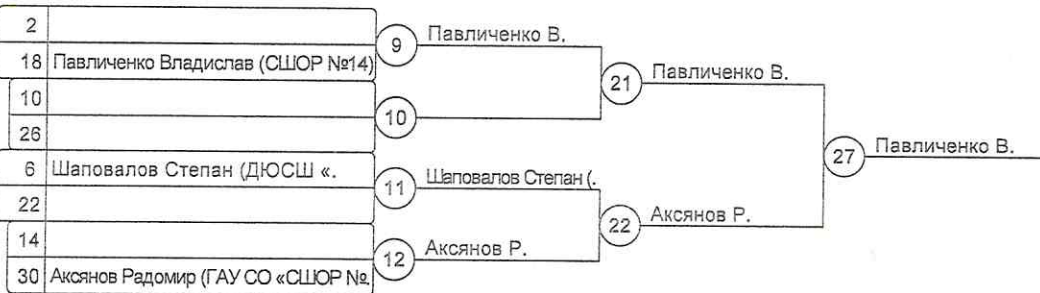 2
Павличенко В.
9
18 Павличенко Владислав (СШОР №14)
Павличенко В.
21
10
10
26
Павличенко В.
27
6 Шаповалов Степан (ДЮСШ «.
Шаповалов Степан (.
11
22
Аксянов Р.
22
14
Аксянов Р.
12
30 Аксянов Радомир (ГАУ СО «СШОР №.